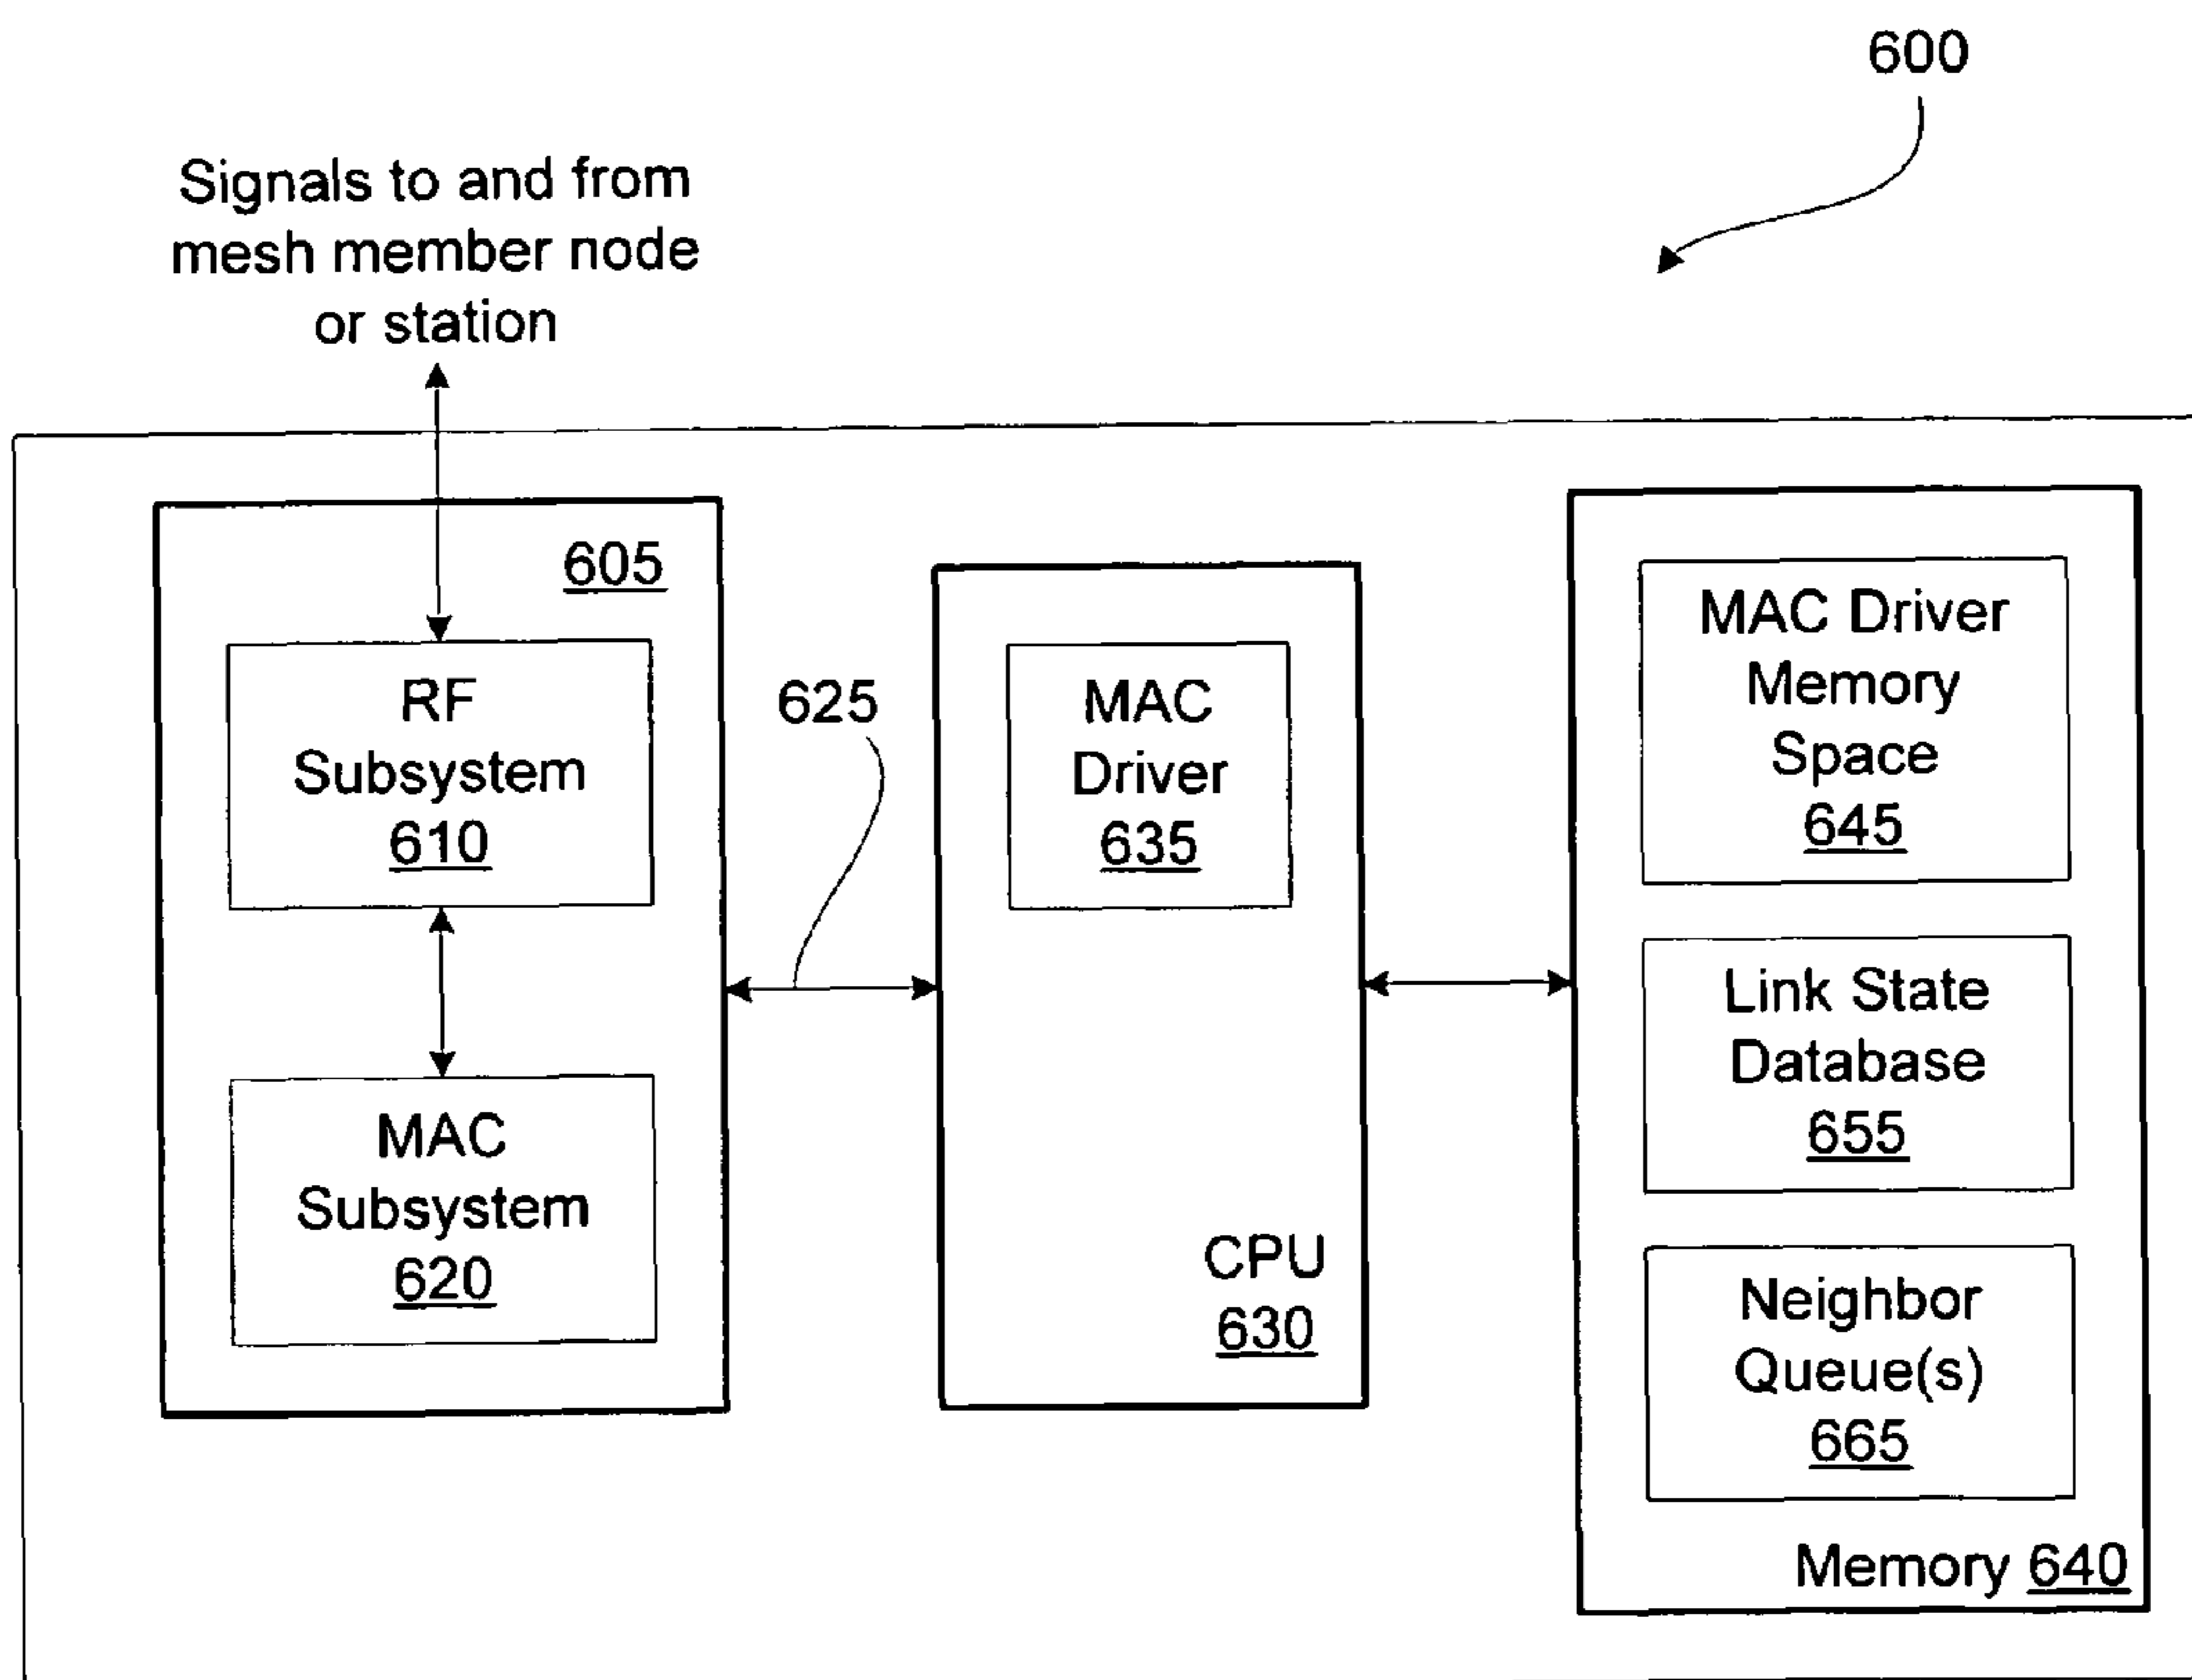 600
Signals to and from
mesh member node
or station
605
RF
Subsystem
610
MAC
Subsystem
620
625
MAC
Driver
635
CPU
630
MAC Driver
Memory
Space
645
Link State
Database
655
Neighbor
Queue(s)
665
Memory 640